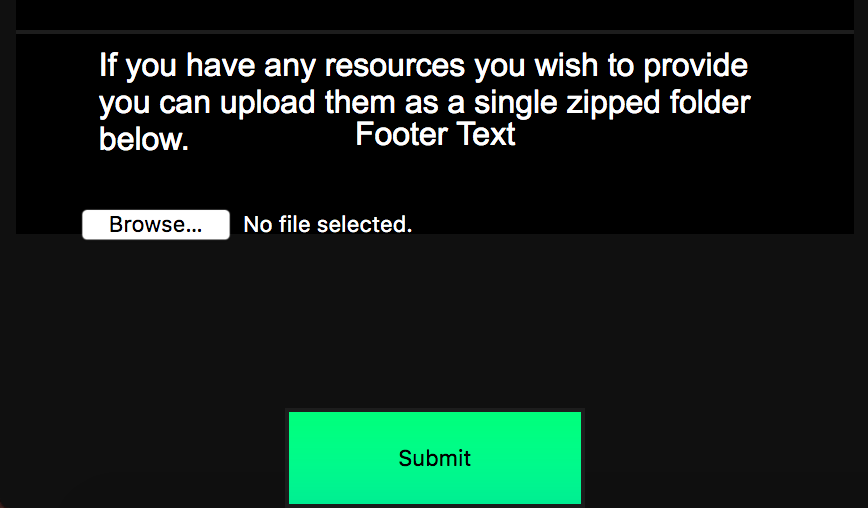 If you have any resources you wish to provide
you can upload them as a single zipped folder
below.
Footer Text
Browse... No file selected.
Submit